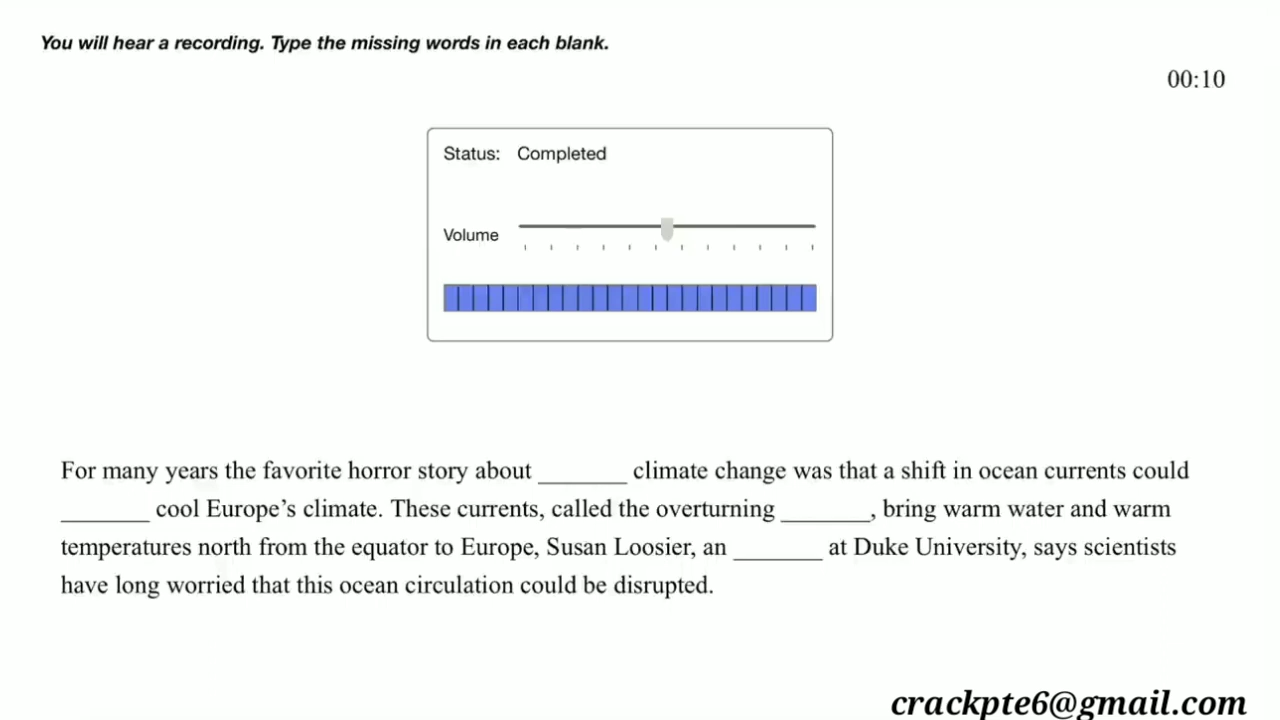 You will hear a recording. Type the missing words in each blank.
00:10
Status: Completed
Volume
For many years the favorite horror story about _______ climate change was that a shift in ocean currents could
_______ cool Europe’s climate. These currents, called the overturning _______, bring warm water and warm
temperatures north from the equator to Europe, Susan Loosier, an _______ at Duke University, says scientists
have long worried that this ocean circulation could be disrupted.
crackpte6@gmail.com